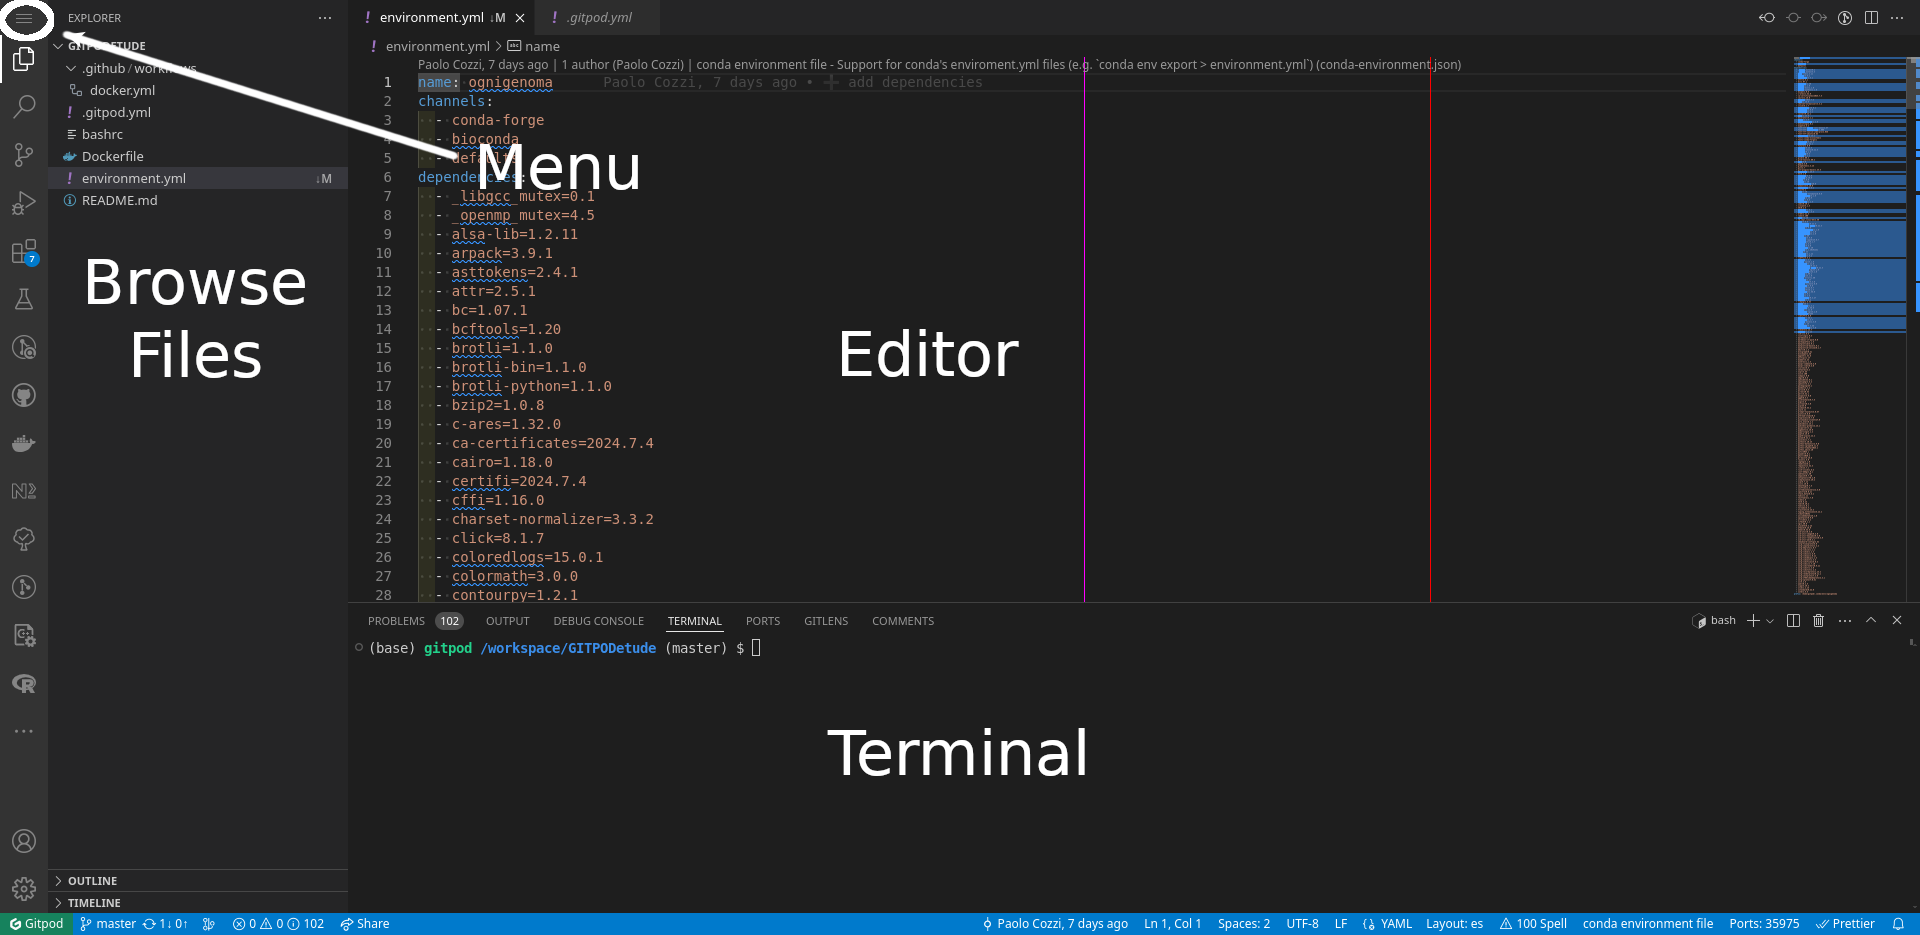 EXPLORER
GITPODETUDE
.github/workflows
docker.yml
.gitpod.yml
bashrc
Dockerfile
environment.yml ↓M
README.md
7
Browse
Files
OUTLINE
TIMELINE
environment.yml ↓M
.gitpod.yml
environment.yml > name
Paolo Cozzi, 7 days ago | 1 author (Paolo Cozzi) | conda environment file - Support for conda's enviroment.yml files (e.g. `conda env export > environment.yml`) (conda-environment.json)
1 name: ognigenoma Paolo Cozzi, 7 days ago • ➕ add dependencies
2 channels:
3 - conda-forge
4 - bioconda
5 - defaults
Menu
6 dependencies:
7 - _libgcc_mutex=0.1
8 - _openmp_mutex=4.5
9 - alsa-lib=1.2.11
10 - arpack=3.9.1
11 - asttokens=2.4.1
12 - attr=2.5.1
13 - bc=1.07.1
14 - bcftools=1.20
15 - brotli=1.1.0
Editor
16 - brotli-bin=1.1.0
17 - brotli-python=1.1.0
18 - bzip2=1.0.8
19 - c-ares=1.32.0
20 - ca-certificates=2024.7.4
21 - cairo=1.18.0
22 - certifi=2024.7.4
23 - cffi=1.16.0
24 - charset-normalizer=3.3.2
25 - click=8.1.7
26 - coloredlogs=15.0.1
27 - colormath=3.0.0
28 - contourpy=1.2.1
PROBLEMS 102 OUTPUT DEBUG CONSOLE TERMINAL PORTS GITLENS COMMENTS bash
(base) gitpod /workspace/GITPODetude (master) $
Terminal
Gitpod master 1↓ 0↑ 0 0 102 Share Paolo Cozzi, 7 days ago Ln 1, Col 1 Spaces: 2 UTF-8 LF YAML Layout: es 100 Spell conda environment file Ports: 35975 Prettier